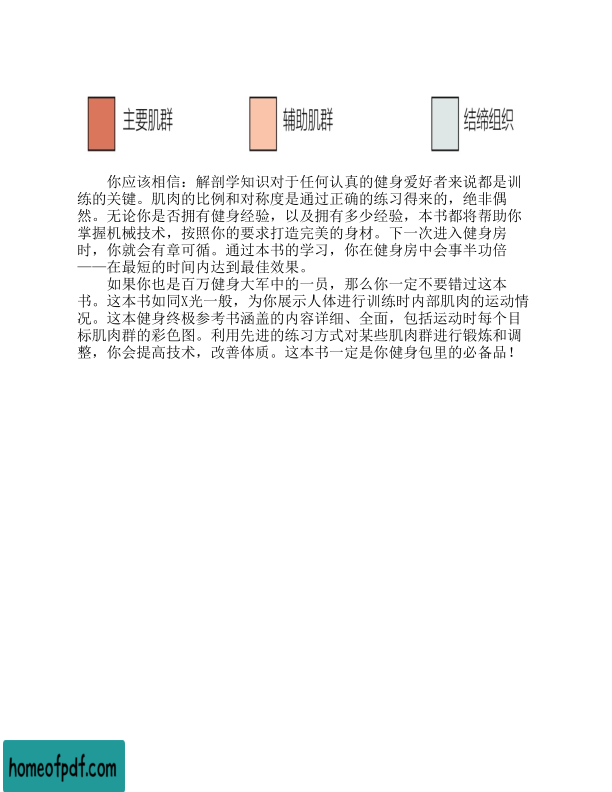 主要肌群 辅助肌群 结缔组织
你应该相信：解剖学知识对于任何认真的健身爱好者来说都是训
练的关键。肌肉的比例和对称度是通过正确的练习得来的，绝非偶
然。无论你是否拥有健身经验，以及拥有多少经验，本书都将帮助你
掌握机械技术，按照你的要求打造完美的身材。下一次进入健身房
时，你就会有章可循。通过本书的学习，你在健身房中会事半功倍
——在最短的时间内达到最佳效果。
如果你也是百万健身大军中的一员，那么你一定不要错过这本
书。这本书如同X光一般，为你展示人体进行训练时内部肌肉的运动情
况。这本健身终极参考书涵盖的内容详细、全面，包括运动时每个目
标肌肉群的彩色图。利用先进的练习方式对某些肌肉群进行锻炼和调
整，你会提高技术，改善体质。这本书一定是你健身包里的必备品！
homeofpdf.com